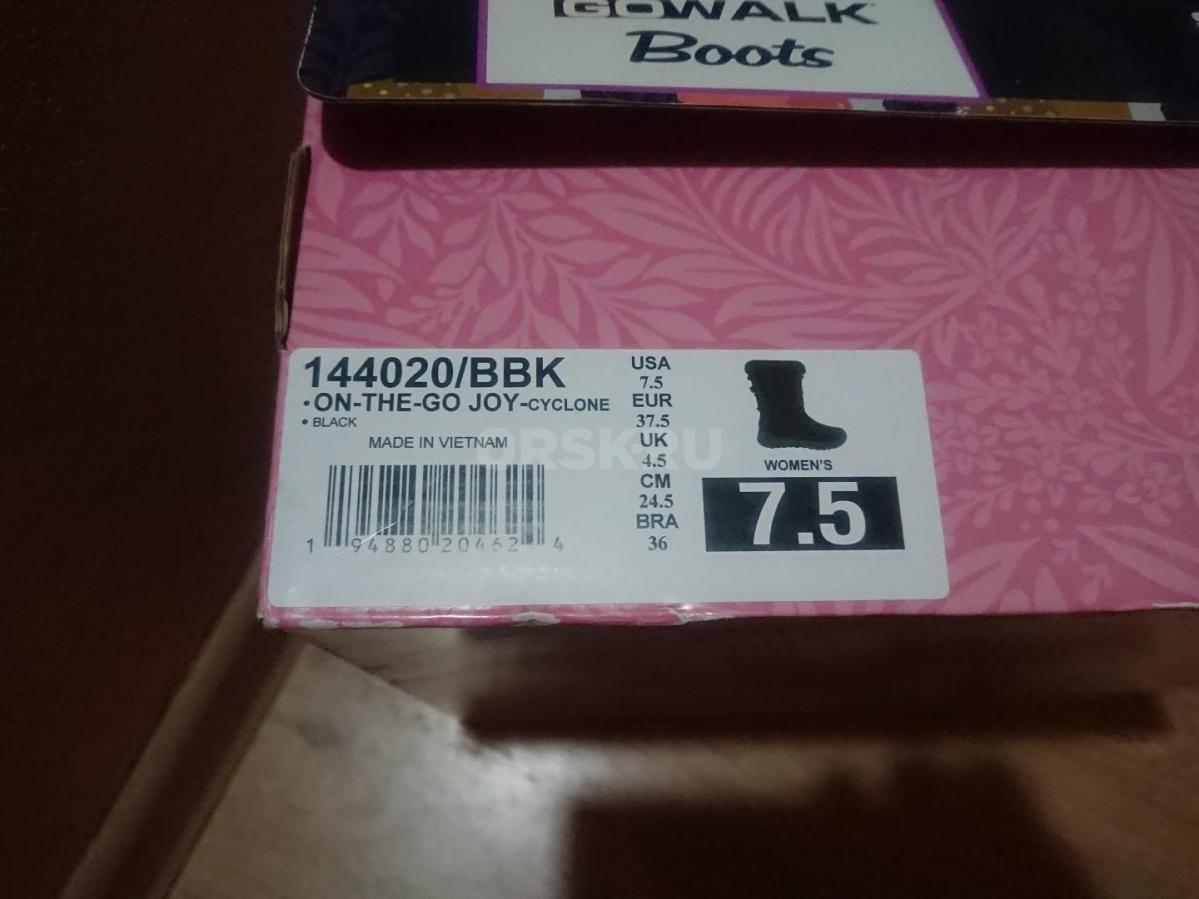 GOWALK
Boots
144020/BBK
•ON-THE-GO JOY-CYCLONE
• BLACK
MADE IN VIETNAM
1 94880 20462 4
USA
7.5
EUR
37.5
UK
4.5
CM
24.5
BRA
36
WOMEN'S
7.5
ORSK.RU